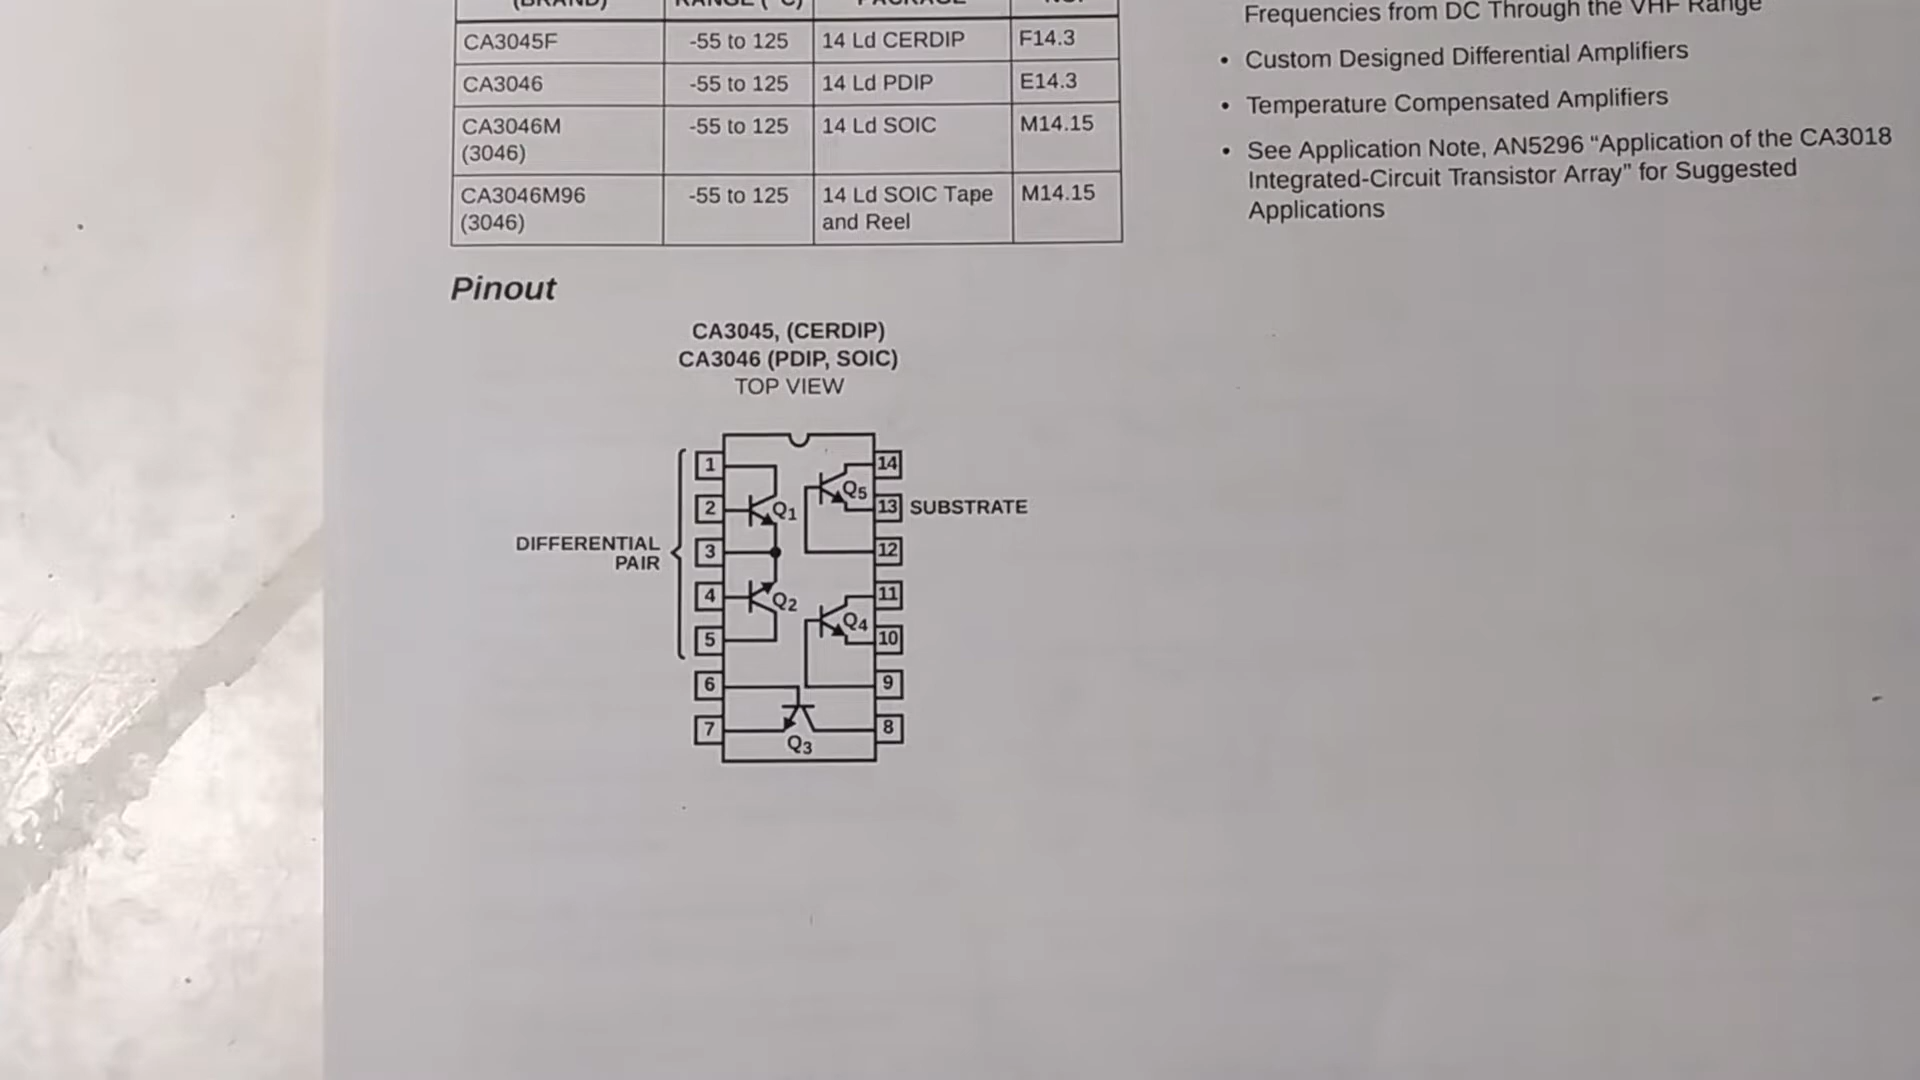 (BRAND) RANGE (°C) PACKAGE NO.
CA3045F -55 to 125 14 Ld CERDIP F14.3
CA3046 -55 to 125 14 Ld PDIP E14.3
CA3046M -55 to 125 14 Ld SOIC M14.15
(3046)
CA3046M96 -55 to 125 14 Ld SOIC Tape M14.15
(3046) and Reel
Frequencies from DC Through the VHF Range
• Custom Designed Differential Amplifiers
• Temperature Compensated Amplifiers
• See Application Note, AN5296 “Application of the CA3018
Integrated-Circuit Transistor Array” for Suggested
Applications
Pinout
CA3045, (CERDIP)
CA3046 (PDIP, SOIC)
TOP VIEW
1 14
Q5
2 Q1 13 SUBSTRATE
DIFFERENTIAL
PAIR
3 12
4 Q2 11
Q4
5 10
6 9
7 8
Q3